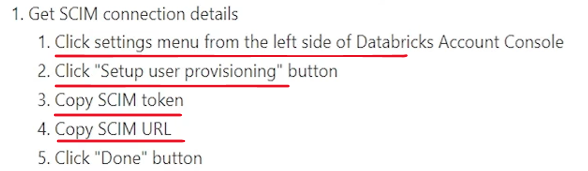 1. Get SCIM connection details
1. Click settings menu from the left side of Databricks Account Console
2. Click "Setup user provisioning" button
3. Copy SCIM token
4. Copy SCIM URL
5. Click "Done" button